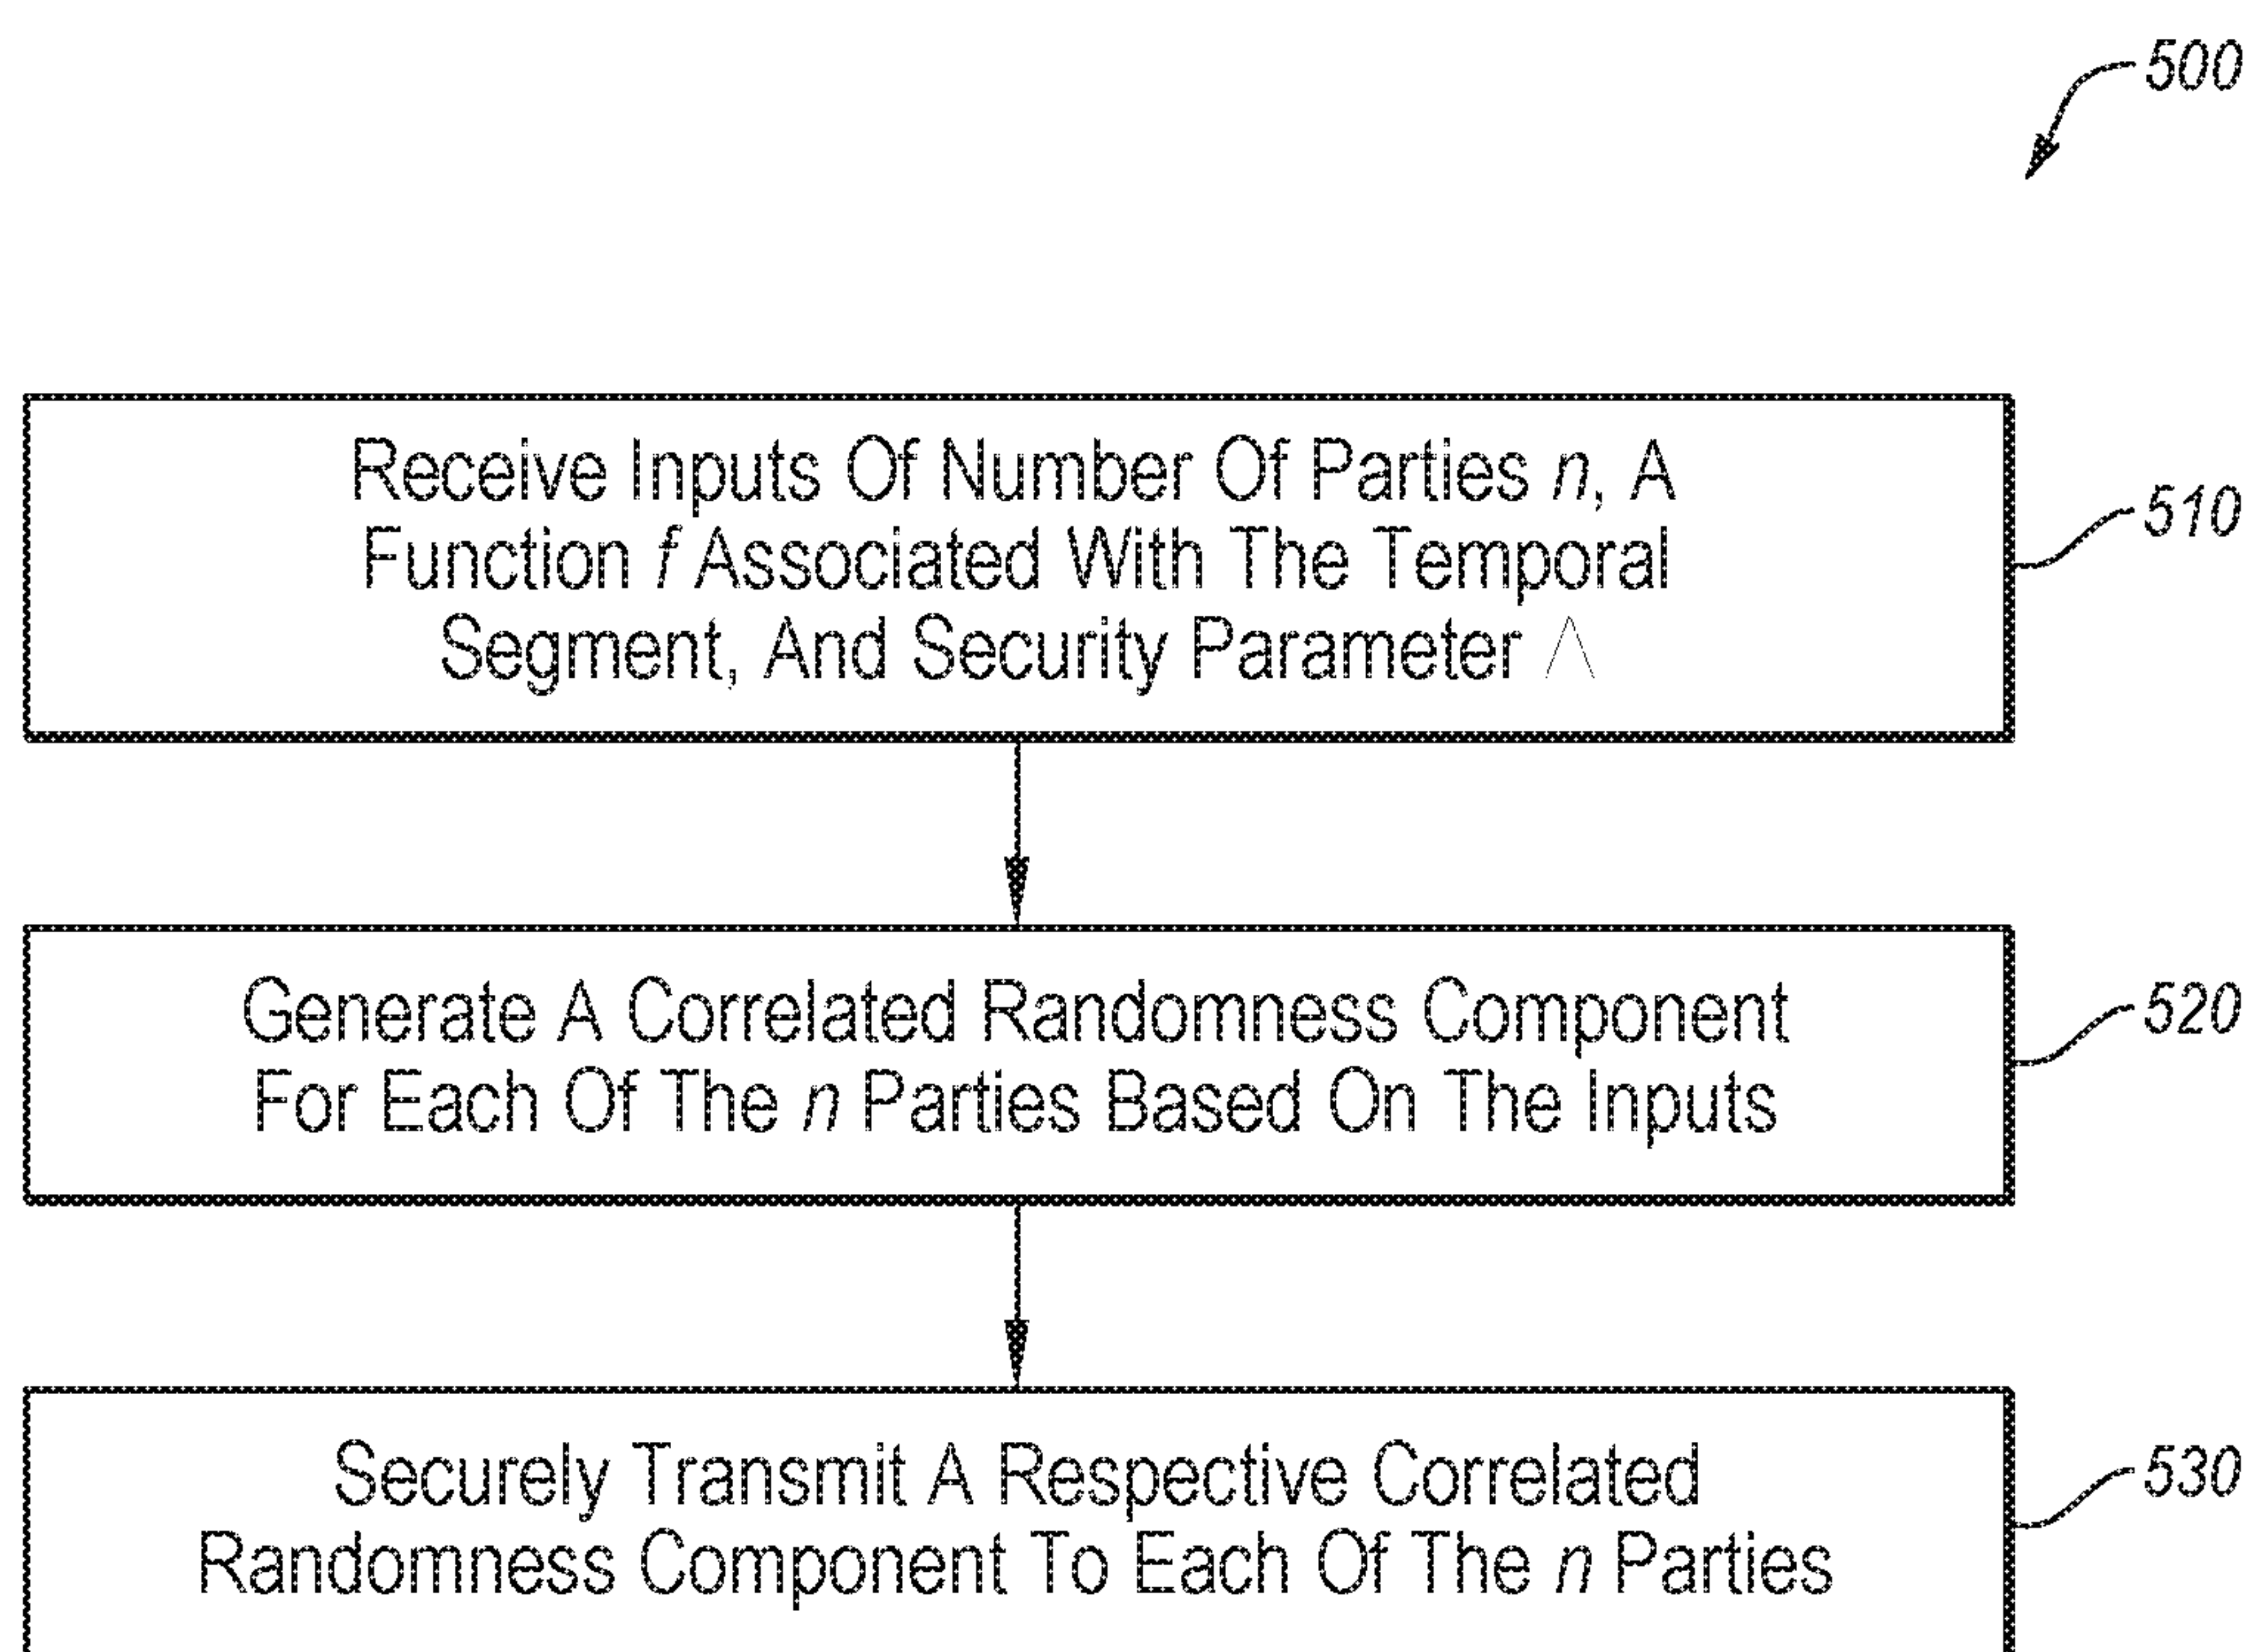 500
Receive Inputs Of Number Of Parties n, A
Function f Associated With The Temporal
Segment, And Security Parameter Λ
510
Generate A Correlated Randomness Component
For Each Of The n Parties Based On The Inputs
520
Securely Transmit A Respective Correlated
Randomness Component To Each Of The n Parties
530